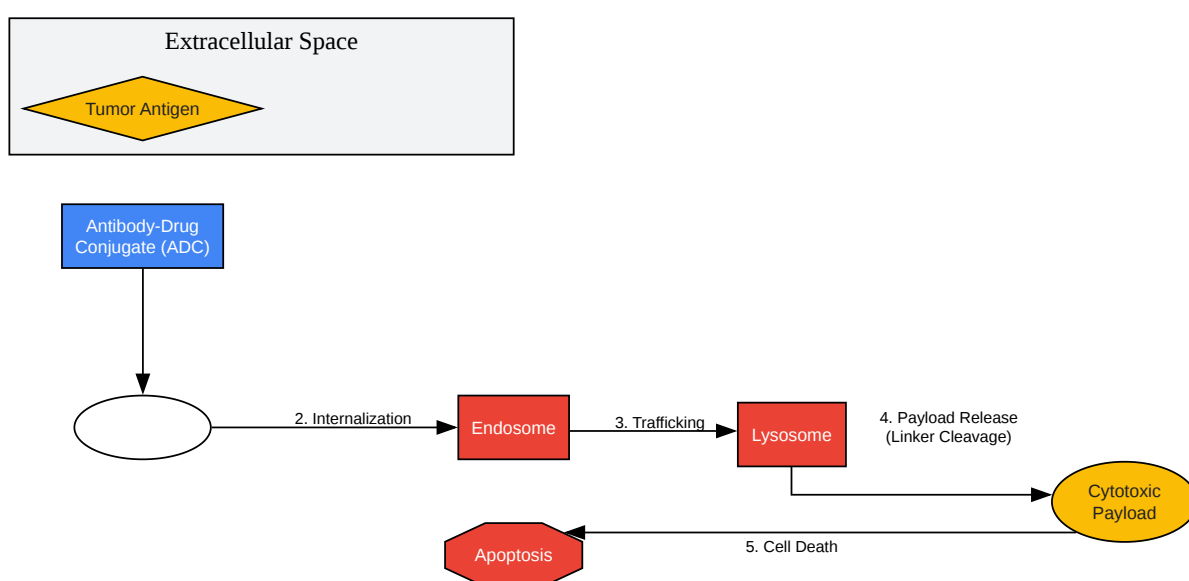 Extracellular Space
Tumor Antigen
Antibody-Drug
Conjugate (ADC)
2. Internalization
Endosome
3. Trafficking
Lysosome
4. Payload Release
(Linker Cleavage)
Cytotoxic
Payload
5. Cell Death
Apoptosis